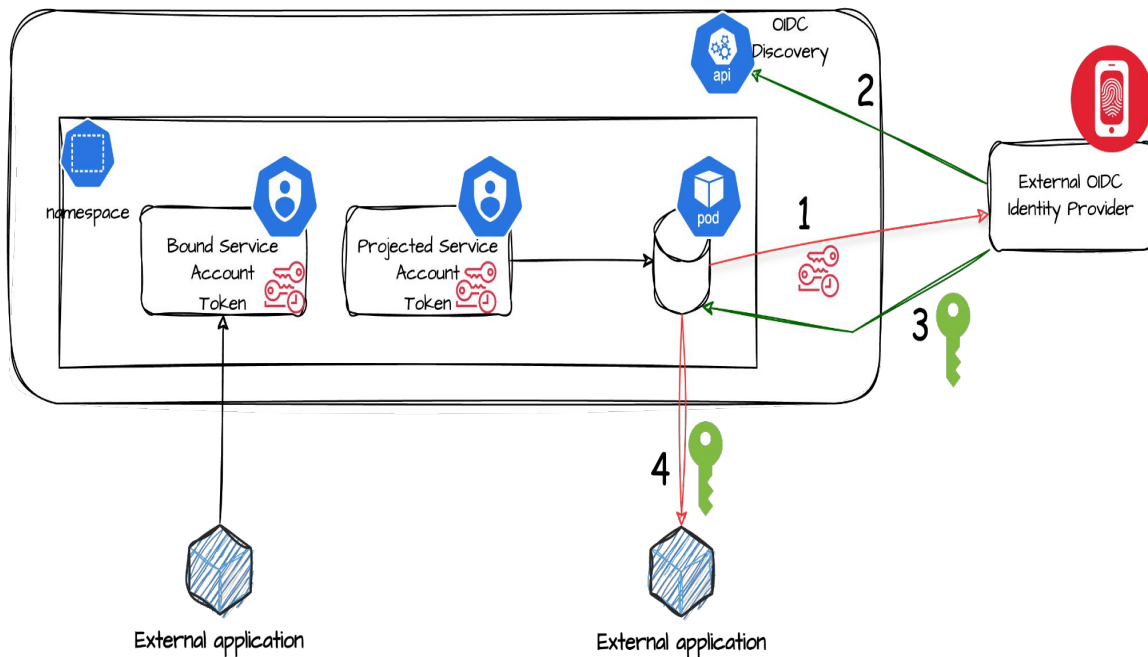 OIDC
Discovery
api
2
External OIDC
Identity Provider
namespace
Bound Service
Account
Token
Projected Service
Account
Token
pod
1
3
4
External application
External application